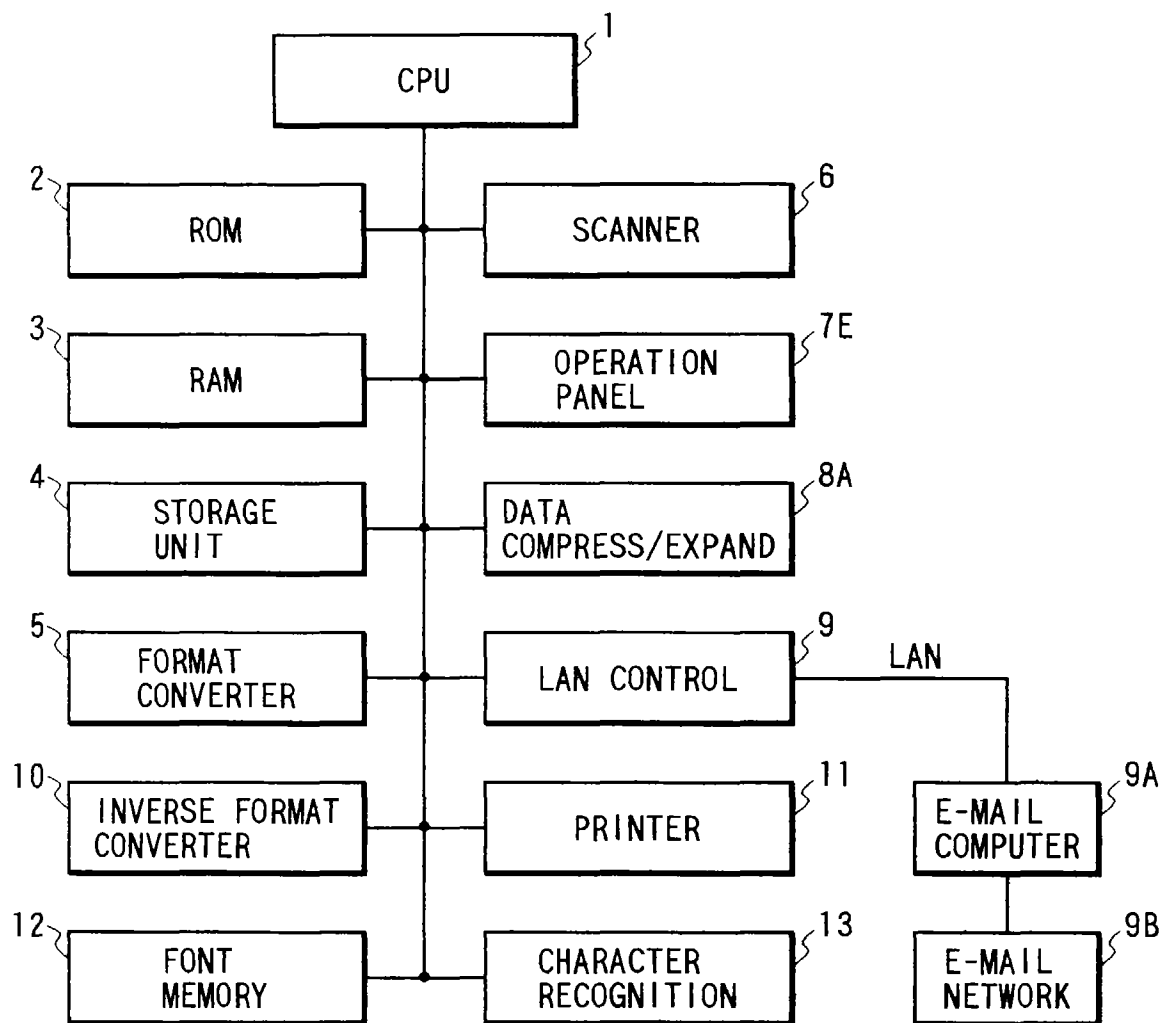 1
CPU
2
ROM
6
SCANNER
3
RAM
7E
OPERATION
PANEL
4
STORAGE
UNIT
8A
DATA
COMPRESS/EXPAND
5
FORMAT
CONVERTER
9
LAN CONTROL
LAN
10
INVERSE FORMAT
CONVERTER
11
PRINTER
9A
E-MAIL
COMPUTER
12
FONT
MEMORY
13
CHARACTER
RECOGNITION
9B
E-MAIL
NETWORK